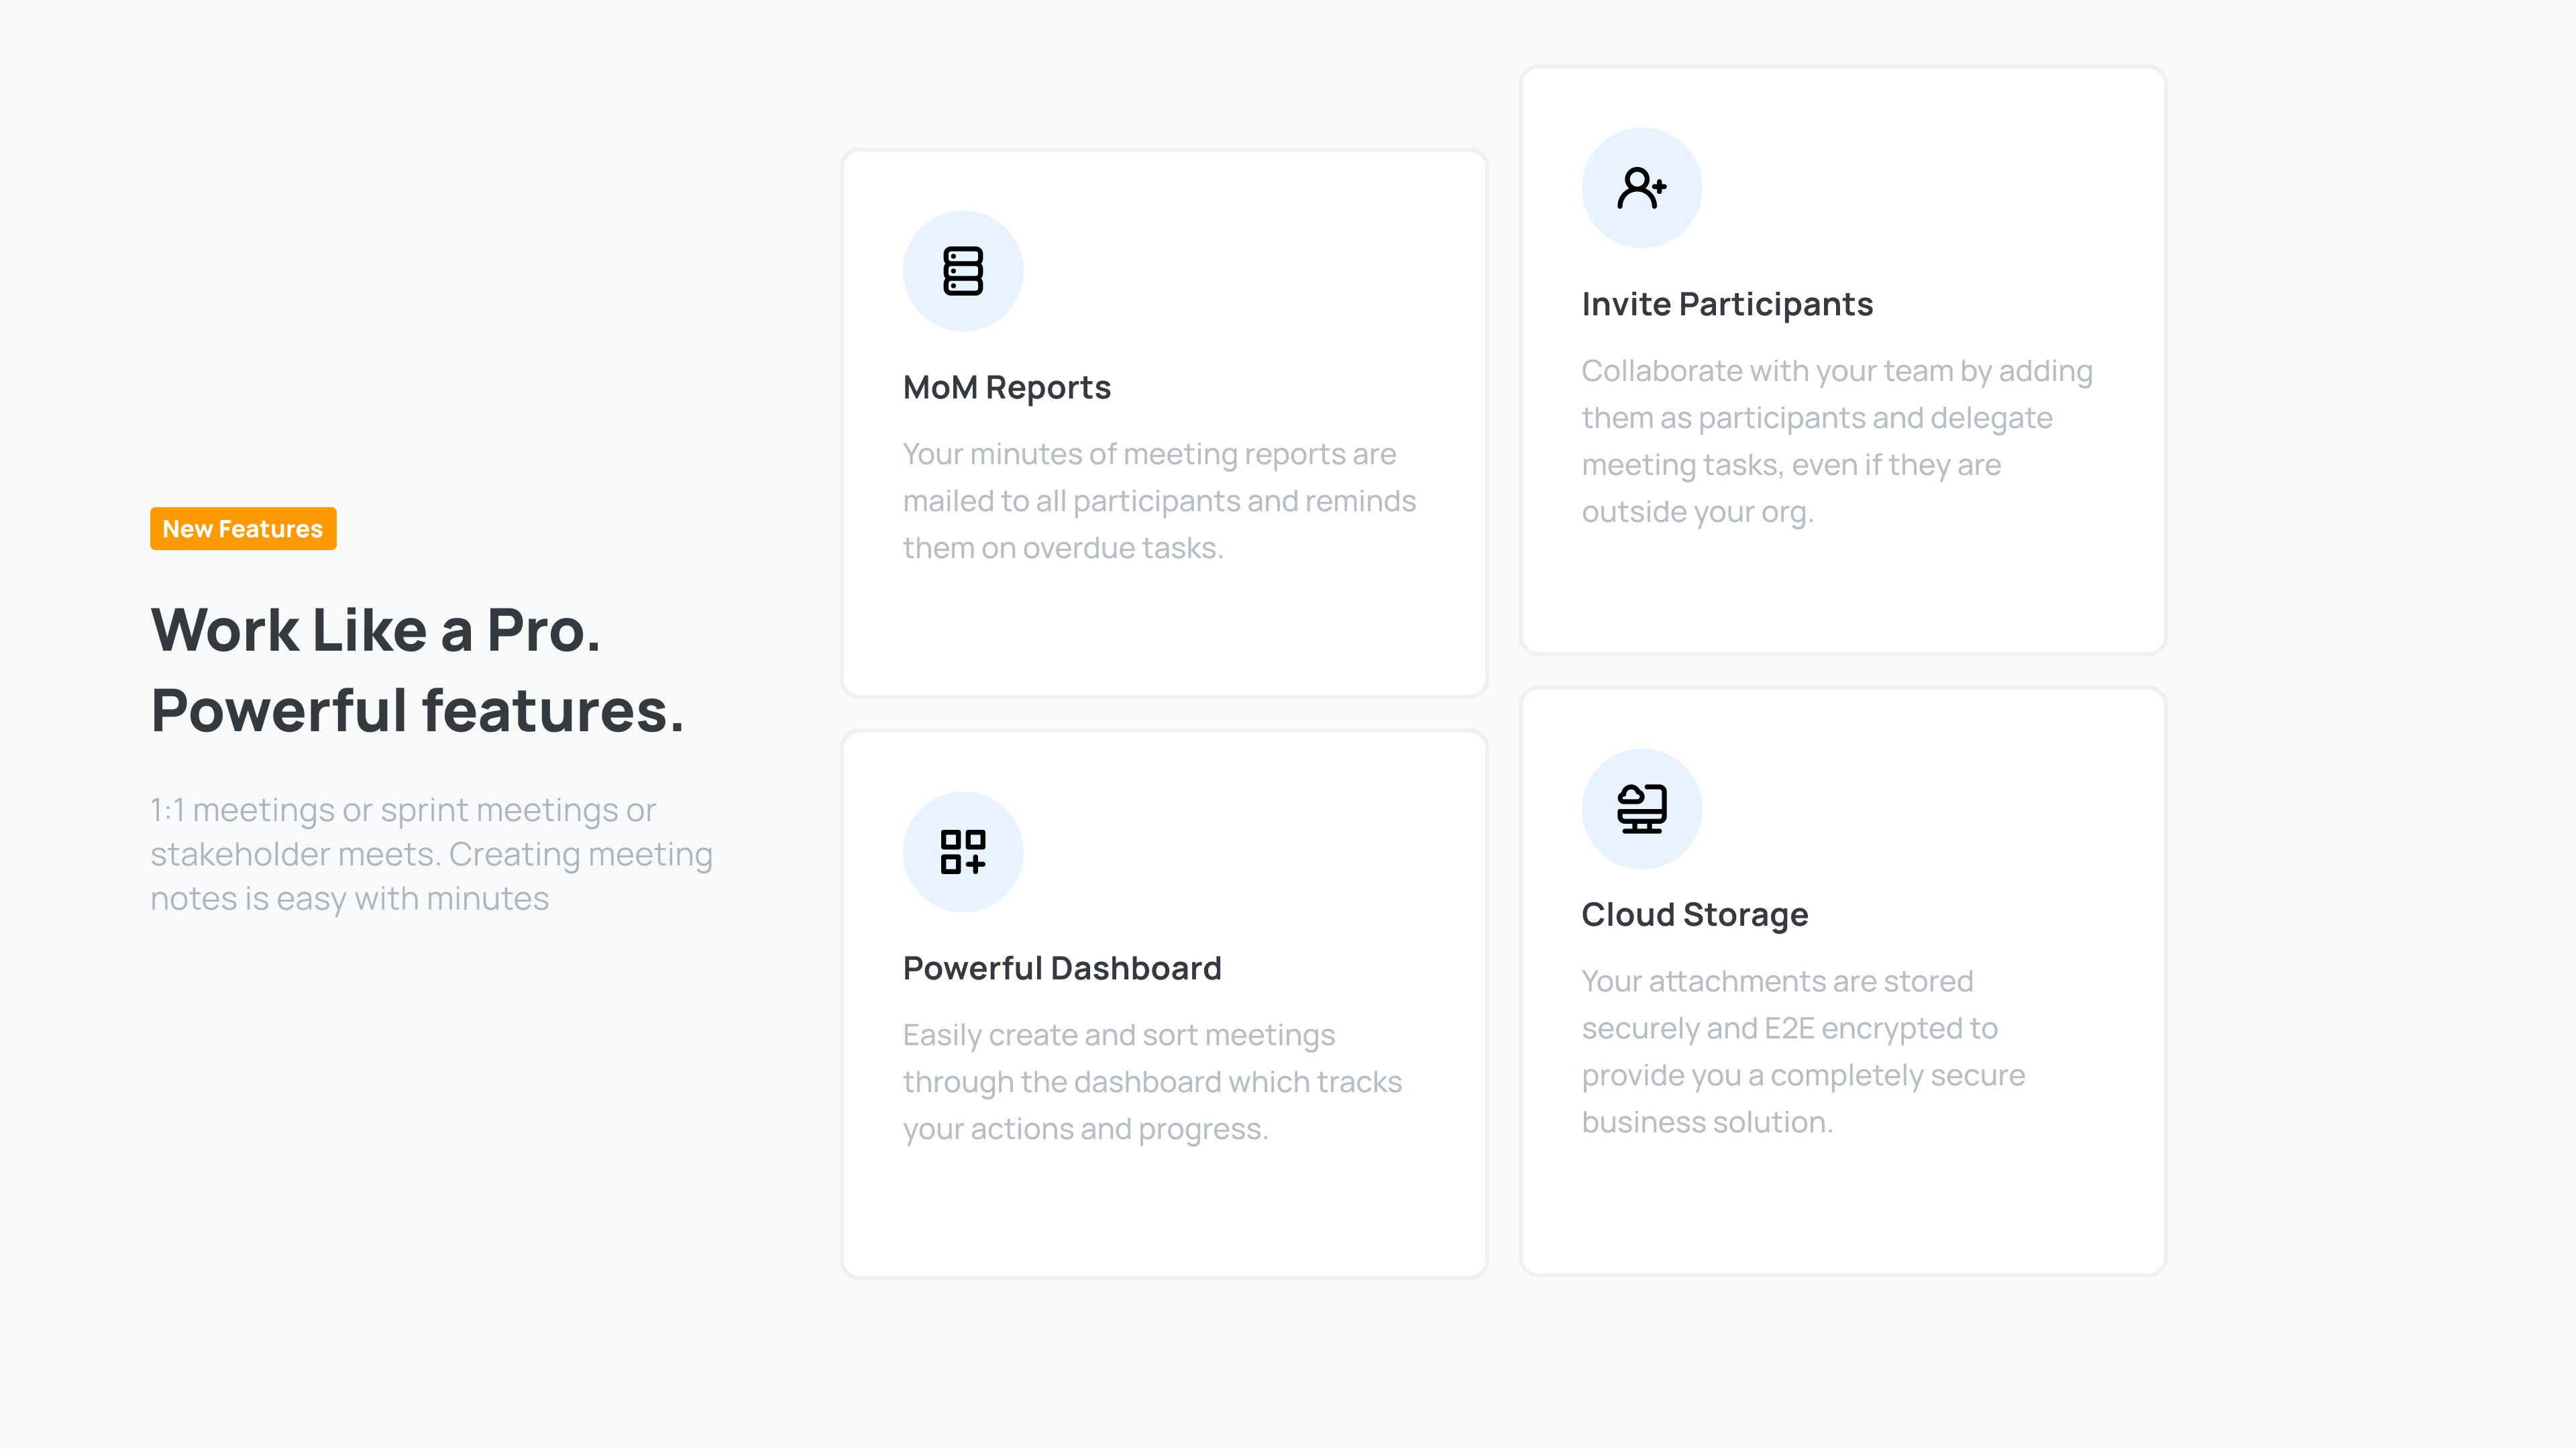 New Features
Work Like a Pro.
Powerful features.
1:1 meetings or sprint meetings or
stakeholder meets. Creating meeting
notes is easy with minutes
MoM Reports
Your minutes of meeting reports are
mailed to all participants and reminds
them on overdue tasks.
Invite Participants
Collaborate with your team by adding
them as participants and delegate
meeting tasks, even if they are
outside your org.
Powerful Dashboard
Easily create and sort meetings
through the dashboard which tracks
your actions and progress.
Cloud Storage
Your attachments are stored
securely and E2E encrypted to
provide you a completely secure
business solution.